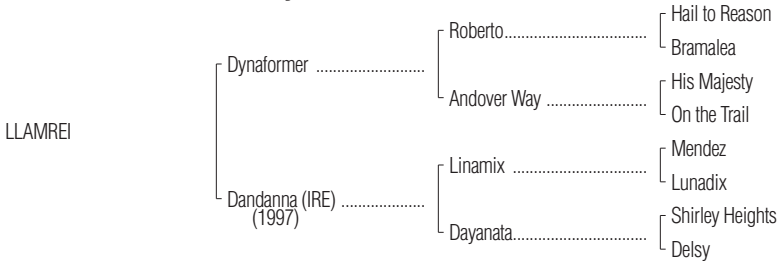 Hail to Reason
Roberto..................................
Bramalea
Dynaformer ..........................
His Majesty
Andover Way ........................
On the Trail
LLAMREI
Mendez
Linamix ................................
Lunadix
Dandanna (IRE) ....................
(1997)
Shirley Heights
Dayanata................................
Delsy